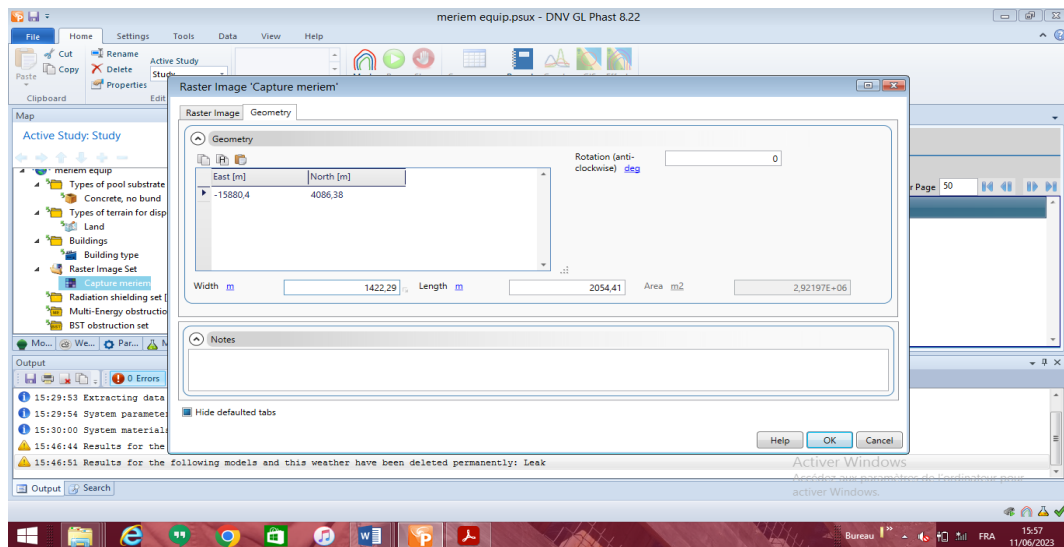 meriem equip.psux - DNV GL Phast 8.22
File Home Settings Tools Data View Help
Paste
Cut
Copy
Rename
Delete
Properties
Active Study
Clipboard
Edit
Raster Image 'Capture meriem'
Raster Image Geometry
Map
Active Study: Study
meriem equip
Types of pool substrate
Concrete, no bund
Types of terrain for disp
Land
Buildings
Building type
Raster Image Set
Capture meriem
Radiation shielding set [
Multi-Energy obstructio
BST obstruction set
Mo... We... Par...
Geometry
East [m] North [m]
-15880,4 4086,38
Rotation (anti-
clockwise) deg 0
Width m 1422,29 Length m 2054,41 Area m2 2,92197E+06
Notes
Hide defaulted tabs
Help OK Cancel
r Page 50
Output
0 Errors
15:29:53 Extracting data
15:29:54 System parameter
15:30:00 System materials
15:46:44 Results for the
15:46:51 Results for the following models and this weather have been deleted permanently: Leak
Output Search
Activer Windows
Accédez aux paramètres de l'ordinateur pour
activer Windows.
Bureau FRA 15:57
11/06/2023